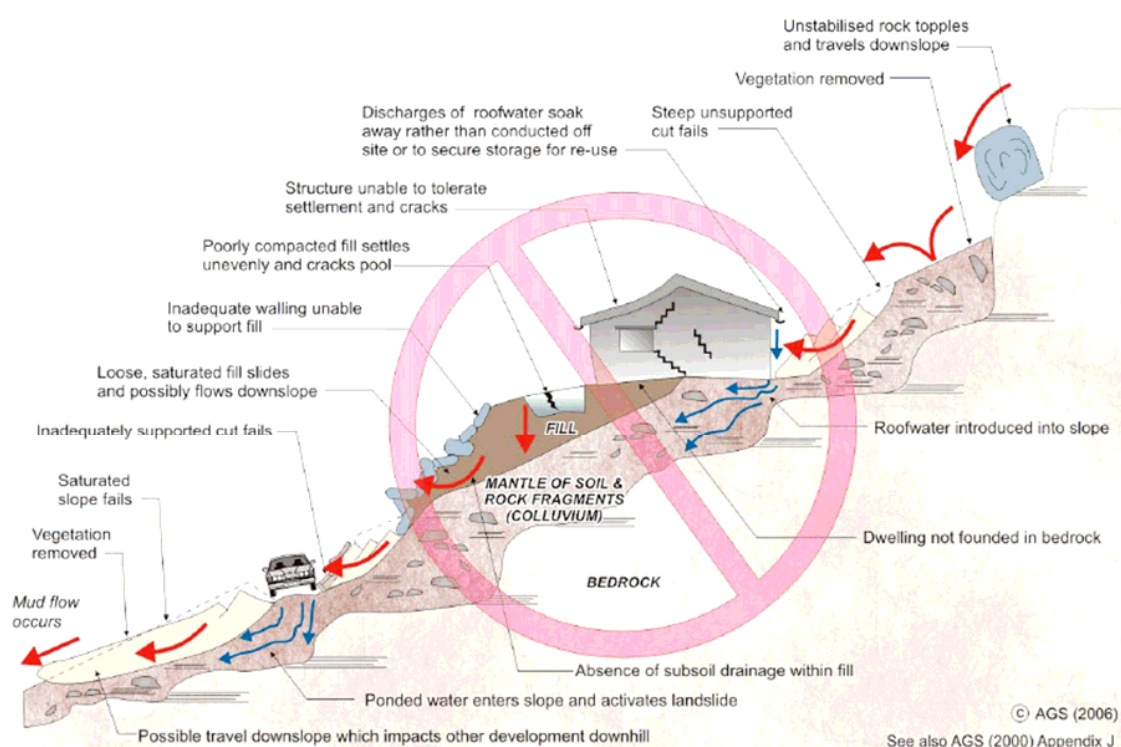 Unstabilised rock topples
and travels downslope
Vegetation removed
Discharges of roofwater soak
away rather than conducted off
site or to secure storage for re-use
Steep unsupported
cut fails
Structure unable to tolerate
settlement and cracks
Poorly compacted fill settles
unevenly and cracks pool
Inadequate walling unable
to support fill
Loose, saturated fill slides
and possibly flows downslope
Inadequately supported cut fails
Roofwater introduced into slope
FILL
Saturated
slope fails
MANTLE OF SOIL &
ROCK FRAGMENTS
(COLLUVIUM)
Vegetation
removed
Dwelling not founded in bedrock
BEDROCK
Mud flow
occurs
Absence of subsoil drainage within fill
Ponded water enters slope and activates landslide
© AGS (2006)
Possible travel downslope which impacts other development downhill
See also AGS (2000) Appendix J